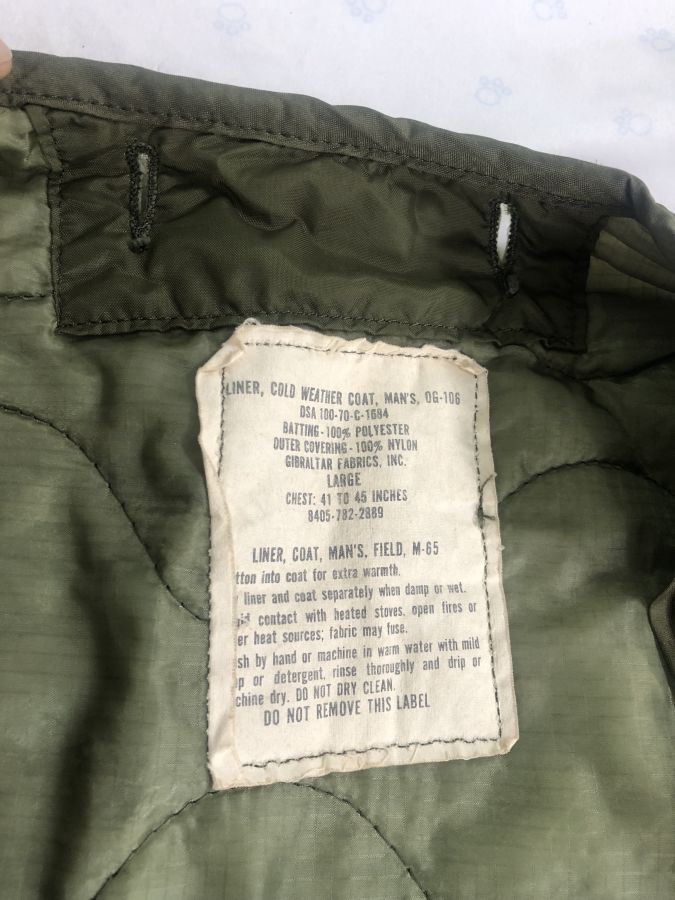 LINER, COLD WEATHER COAT, MAN'S, OG-106
DSA 100-70-C-1694
BATTING-100% POLYESTER
OUTER COVERING-100% NYLON
GIBRALTAR FABRICS, INC.
LARGE
CHEST: 41 TO 45 INCHES
8405-782-2889
LINER, COAT, MAN'S, FIELD, M-65
tton into coat for extra warmth.
liner and coat separately when damp or wet.
id contact with heated stoves, open fires or
er heat sources; fabric may fuse.
sh by hand or machine in warm water with mild
p or detergent, rinse thoroughly and drip or
chine dry. DO NOT DRY CLEAN.
DO NOT REMOVE THIS LABEL